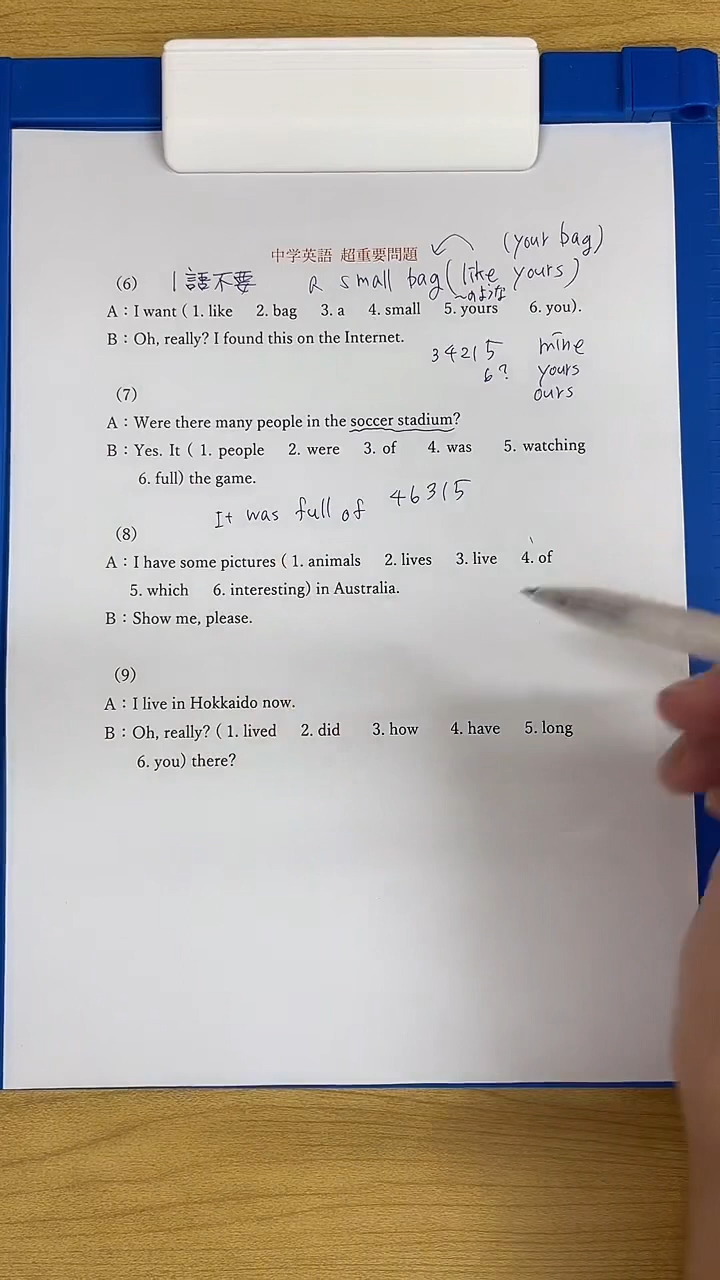 (your bag)
中学英語 超重要問題
(6) 1語不要 a small bag (like yours)
〜のような
A：I want ( 1. like 2. bag 3. a 4. small 5. yours 6. you).
B：Oh, really? I found this on the Internet.
34215 mine
6? yours
ours
(7)
A：Were there many people in the soccer stadium?
B：Yes. It ( 1. people 2. were 3. of 4. was 5. watching
6. full) the game.
It was full of 46315
(8)
A：I have some pictures ( 1. animals 2. lives 3. live 4. of
5. which 6. interesting) in Australia.
B：Show me, please.
(9)
A：I live in Hokkaido now.
B：Oh, really? ( 1. lived 2. did 3. how 4. have 5. long
6. you) there?